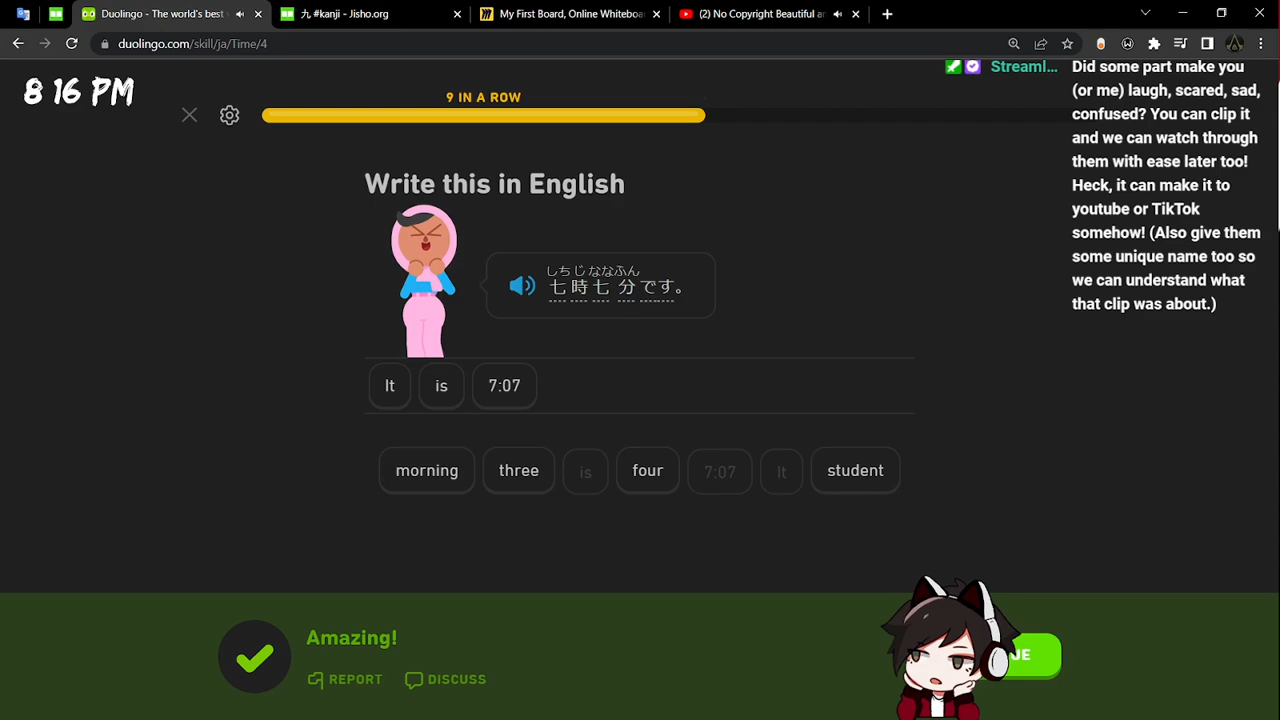 Duolingo - The world's best
九 #kanji - Jisho.org
My First Board, Online Whiteboa
(2) No Copyright Beautiful a
duolingo.com/skill/ja/Time/4
8 16 PM
Streaml...
Did some part make you
(or me) laugh, scared, sad,
confused? You can clip it
and we can watch through
them with ease later too!
Heck, it can make it to
youtube or TikTok
somehow! (Also give them
some unique name too so
we can understand what
that clip was about.)
9 IN A ROW
Write this in English
しちじななふん
七時七分です。
It is 7:07
morning three is four 7:07 It student
Amazing!
REPORT DISCUSS
UE